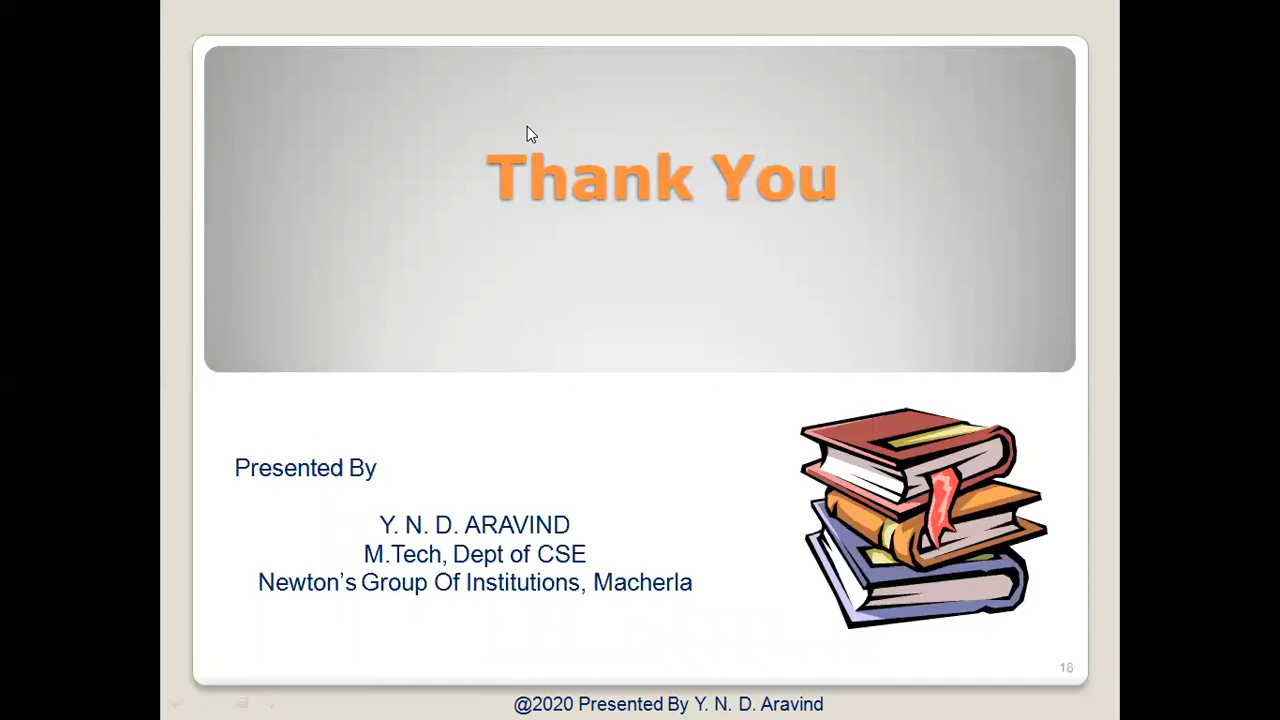 Thank You
Presented By
Y. N. D. ARAVIND
M.Tech, Dept of CSE
Newton’s Group Of Institutions, Macherla
18
@2020 Presented By Y. N. D. Aravind